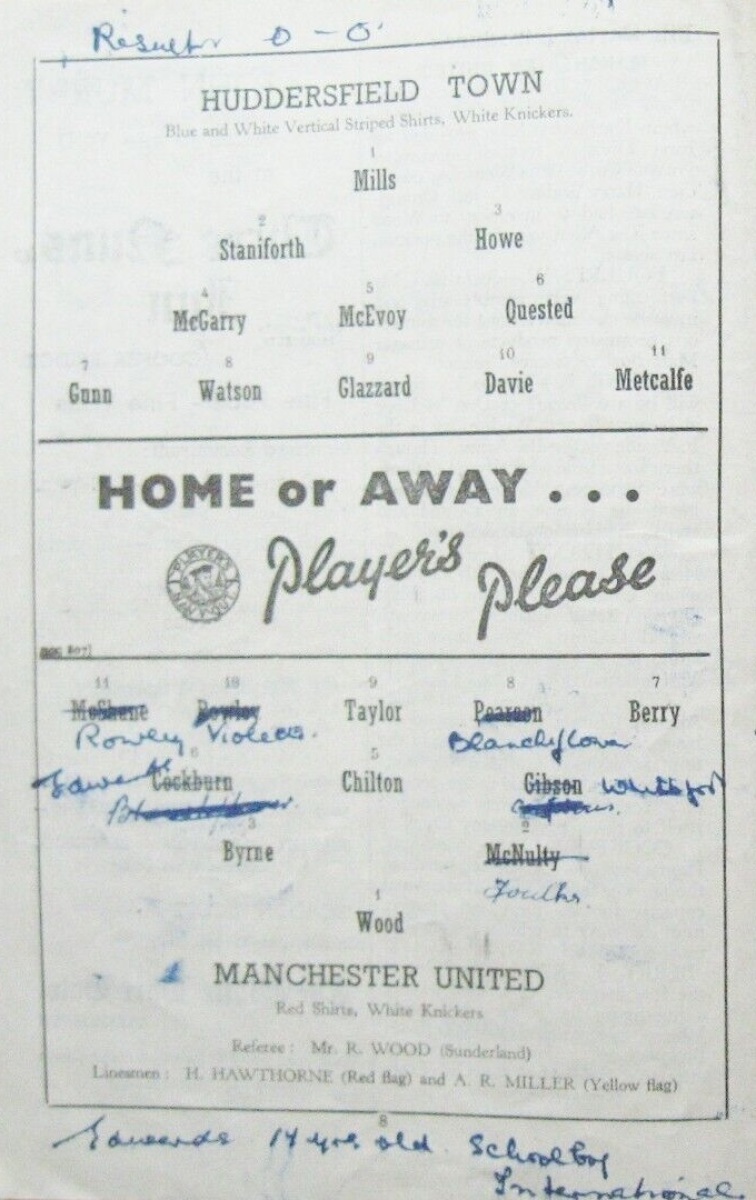 Result 0 - 0
HUDDERSFIELD TOWN
Blue and White Vertical Striped Shirts, White Knickers.
1
Mills
2 3
Staniforth Howe
4 5 6
McGarry McEvoy Quested
7 8 9 10 11
Gunn Watson Glazzard Davie Metcalfe
HOME or AWAY . . .
PLAYER'S
Player's Please
11 10 9 8 7
McShane Rowley Taylor Pearson Berry
Rowley Violett. Blanchflower
6 5
Edwards Cockburn Chilton Gibson Whitefoot
3 2
Byrne McNulty
Foulkes.
1
Wood
MANCHESTER UNITED
Red Shirts, White Knickers
Referee : Mr. R. WOOD (Sunderland)
Linesmen : H. HAWTHORNE (Red flag) and A. R. MILLER (Yellow flag)
8
Edwards 17 yrs old. Schoolboy
International